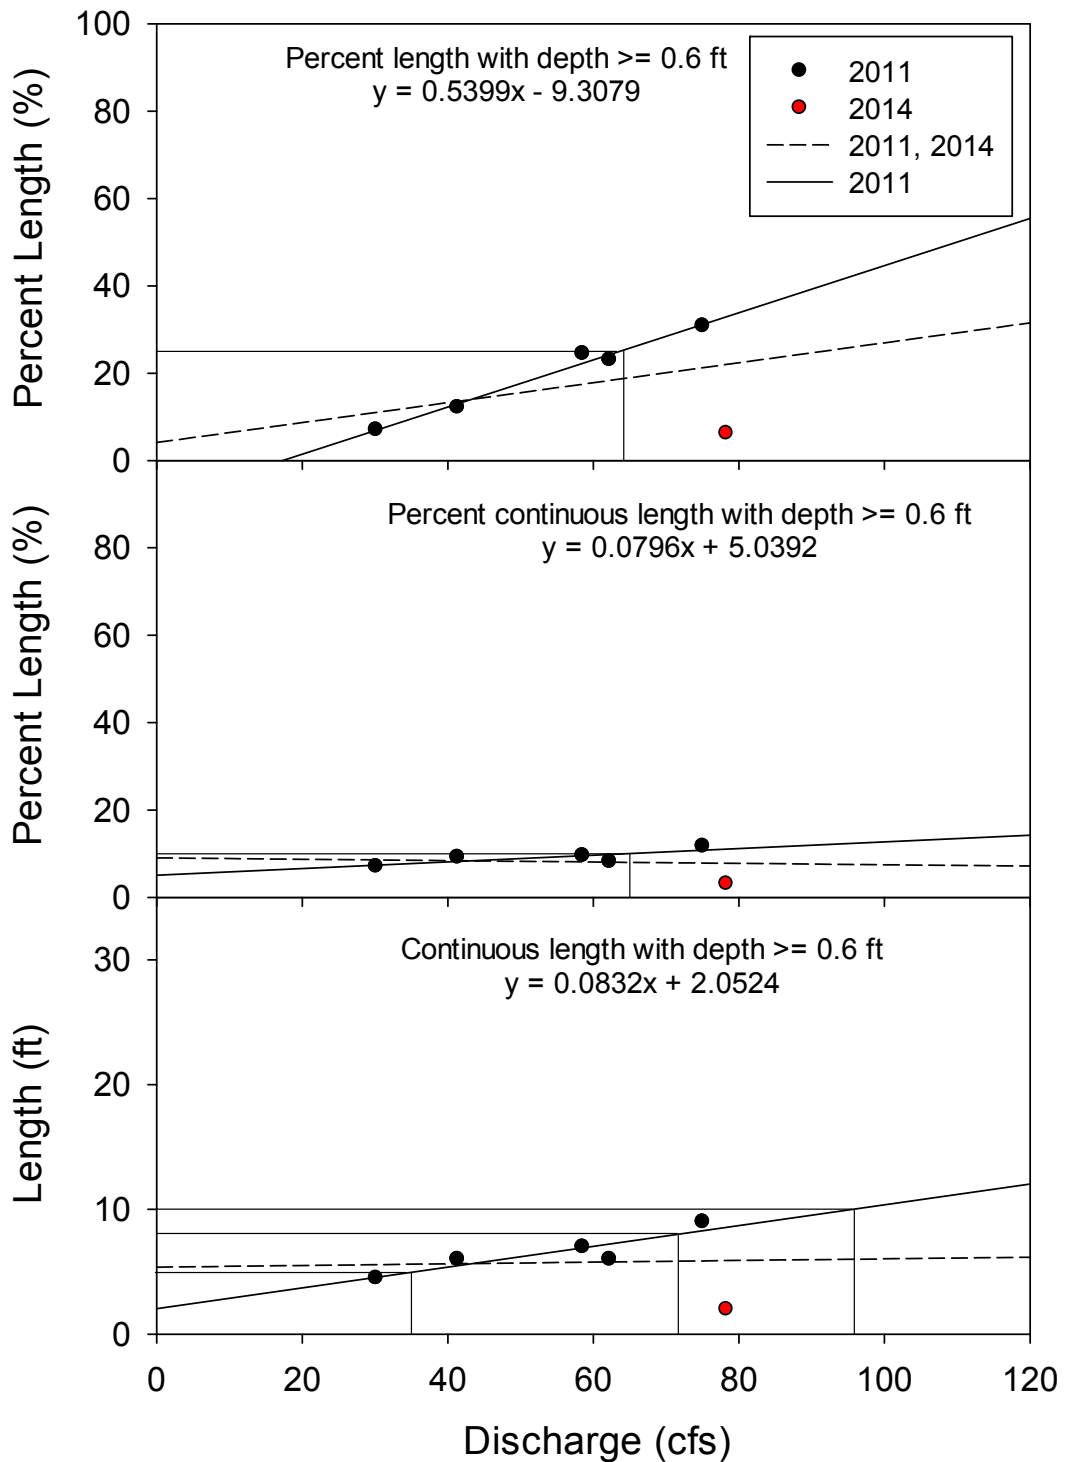 100
80
60
40
20
0
Percent Length (%)
Percent length with depth >= 0.6 ft
y = 0.5399x - 9.3079
2011
2014
2011, 2014
2011
80
60
40
20
0
Percent Length (%)
Percent continuous length with depth >= 0.6 ft
y = 0.0796x + 5.0392
30
20
10
0
Length (ft)
Continuous length with depth >= 0.6 ft
y = 0.0832x + 2.0524
0 20 40 60 80 100 120
Discharge (cfs)